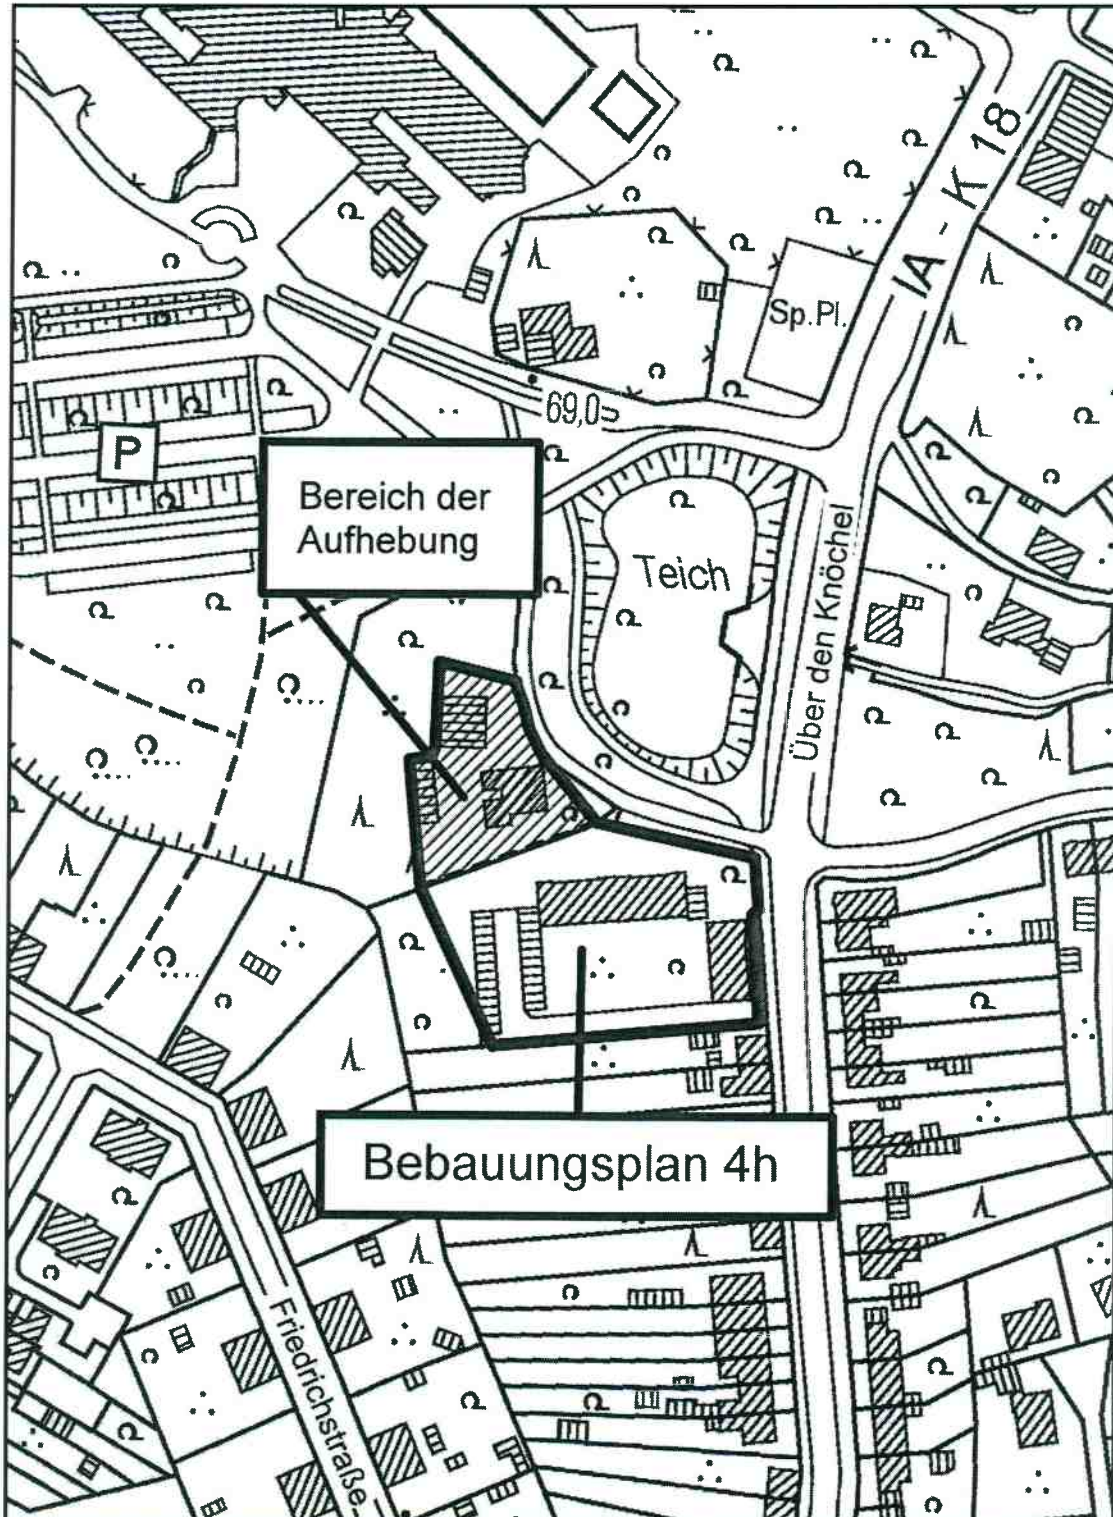 IA - K 18
Sp.Pl.
69,0
P
Bereich der
Aufhebung
Teich
Über den Knöchel
Bebauungsplan 4h
Friedrichstraße